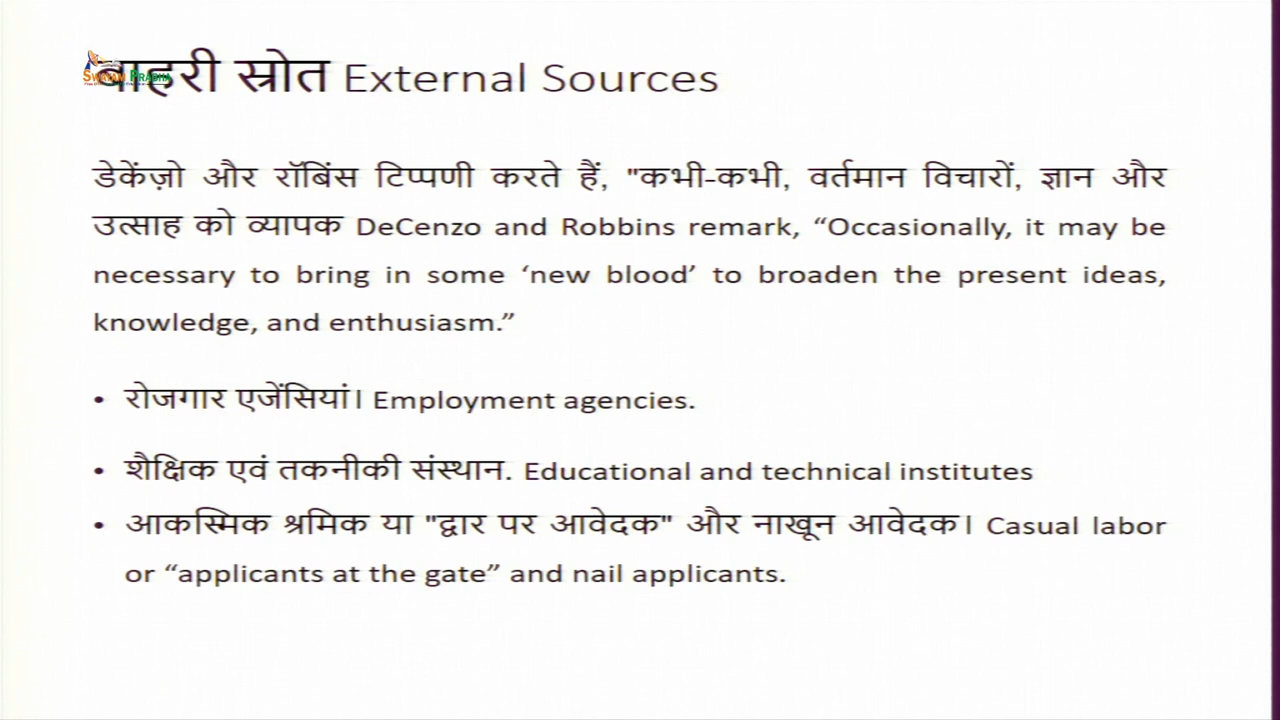 बाहरी स्रोत External Sources
SWAYAM PRABHA
डेकेंज़ो और रॉबिंस टिप्पणी करते हैं, "कभी-कभी, वर्तमान विचारों, ज्ञान और
उत्साह को व्यापक DeCenzo and Robbins remark, “Occasionally, it may be
necessary to bring in some ‘new blood’ to broaden the present ideas,
knowledge, and enthusiasm.”
• रोजगार एजेंसियां। Employment agencies.
• शैक्षिक एवं तकनीकी संस्थान. Educational and technical institutes
• आकस्मिक श्रमिक या "द्वार पर आवेदक" और नाखून आवेदक। Casual labor
or “applicants at the gate” and nail applicants.